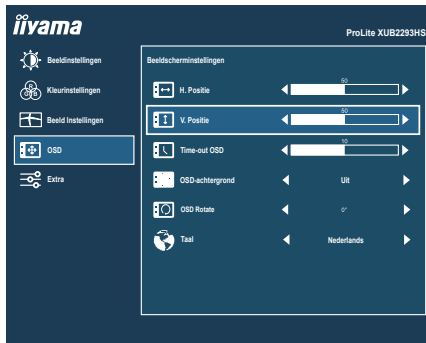 iiyama
ProLite XUB2293HS
Beeldinstellingen
Kleurinstellingen
Beeld Instellingen
OSD
Extra
Beeldscherminstellingen
H. Positie
50
V. Positie
50
Time-out OSD
10
OSD-achtergrond
Uit
OSD Rotate
0°
Taal
Nederlands